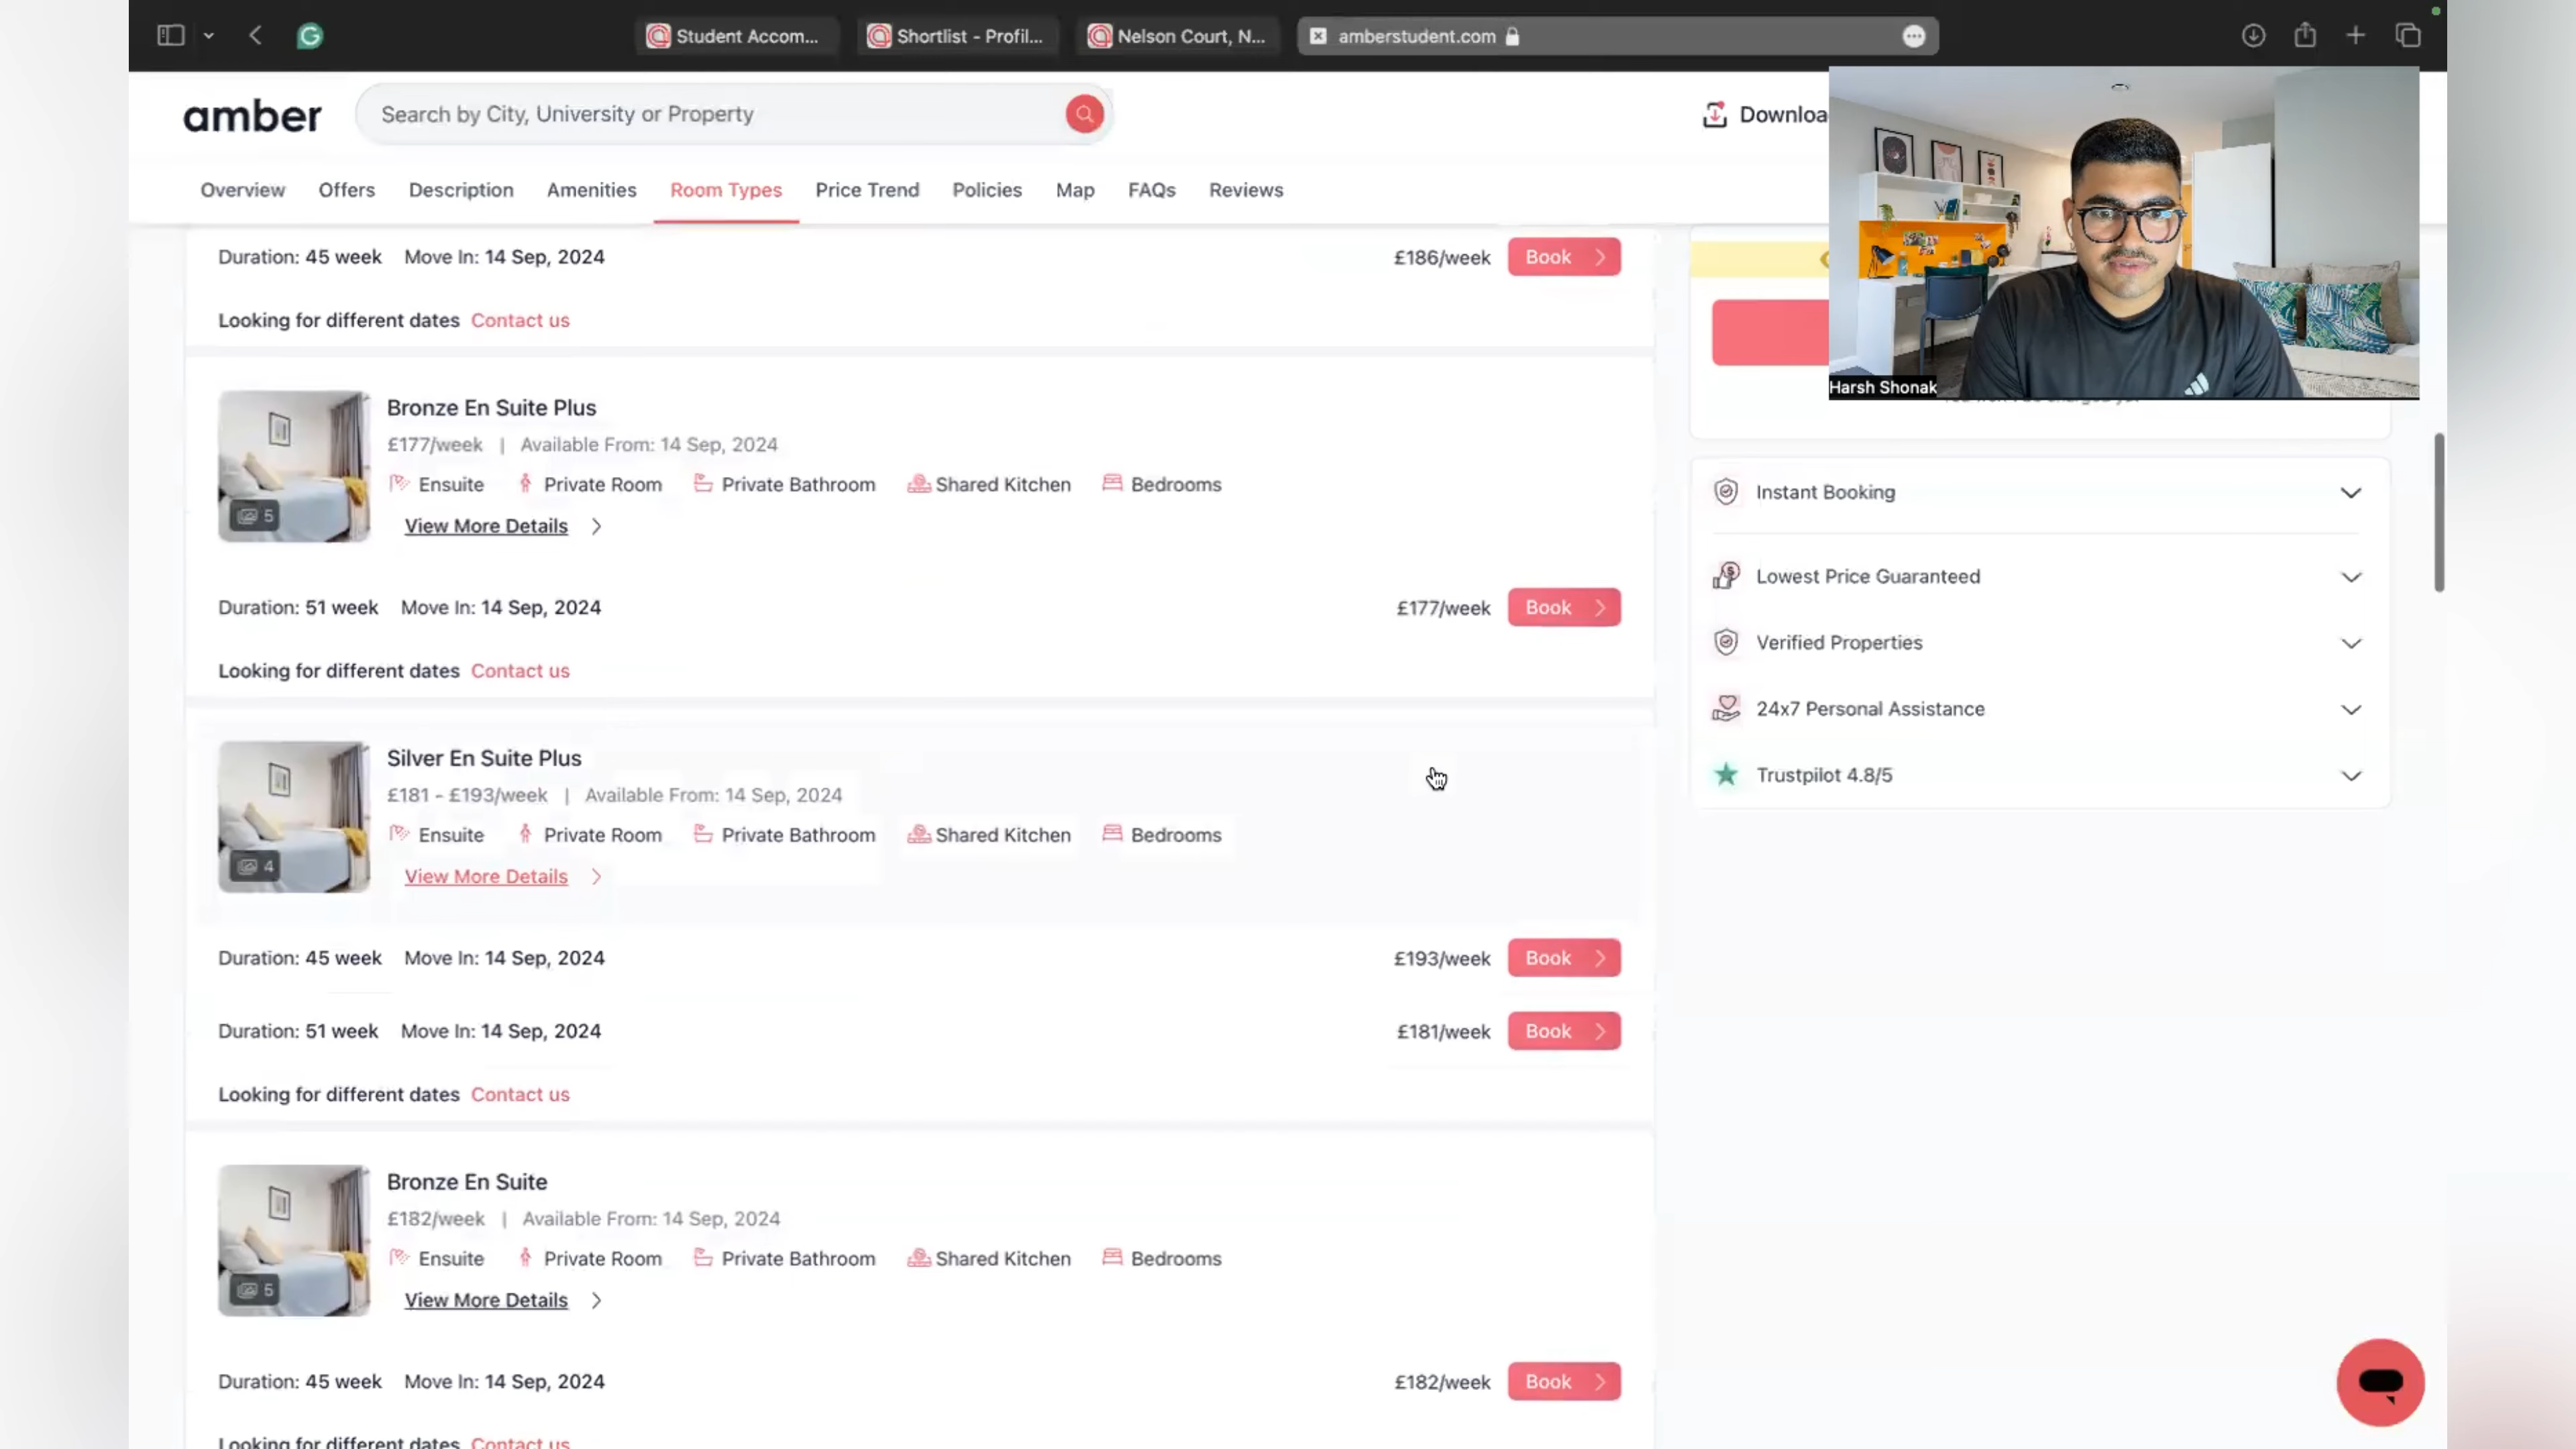 Student Accom...
Shortlist - Profil...
Nelson Court, N...
amberstudent.com
amber
Search by City, University or Property
Downloa
Overview Offers Description Amenities Room Types Price Trend Policies Map FAQs Reviews
Duration: 45 week Move In: 14 Sep, 2024 £186/week Book
Looking for different dates Contact us
Harsh Shonak
Bronze En Suite Plus
£177/week | Available From: 14 Sep, 2024
Ensuite Private Room Private Bathroom Shared Kitchen Bedrooms
5
View More Details
Duration: 51 week Move In: 14 Sep, 2024 £177/week Book
Looking for different dates Contact us
Silver En Suite Plus
£181 - £193/week | Available From: 14 Sep, 2024
Ensuite Private Room Private Bathroom Shared Kitchen Bedrooms
4
View More Details
Duration: 45 week Move In: 14 Sep, 2024 £193/week Book
Duration: 51 week Move In: 14 Sep, 2024 £181/week Book
Looking for different dates Contact us
Bronze En Suite
£182/week | Available From: 14 Sep, 2024
Ensuite Private Room Private Bathroom Shared Kitchen Bedrooms
5
View More Details
Duration: 45 week Move In: 14 Sep, 2024 £182/week Book
Looking for different dates Contact us
Instant Booking
Lowest Price Guaranteed
Verified Properties
24x7 Personal Assistance
Trustpilot 4.8/5